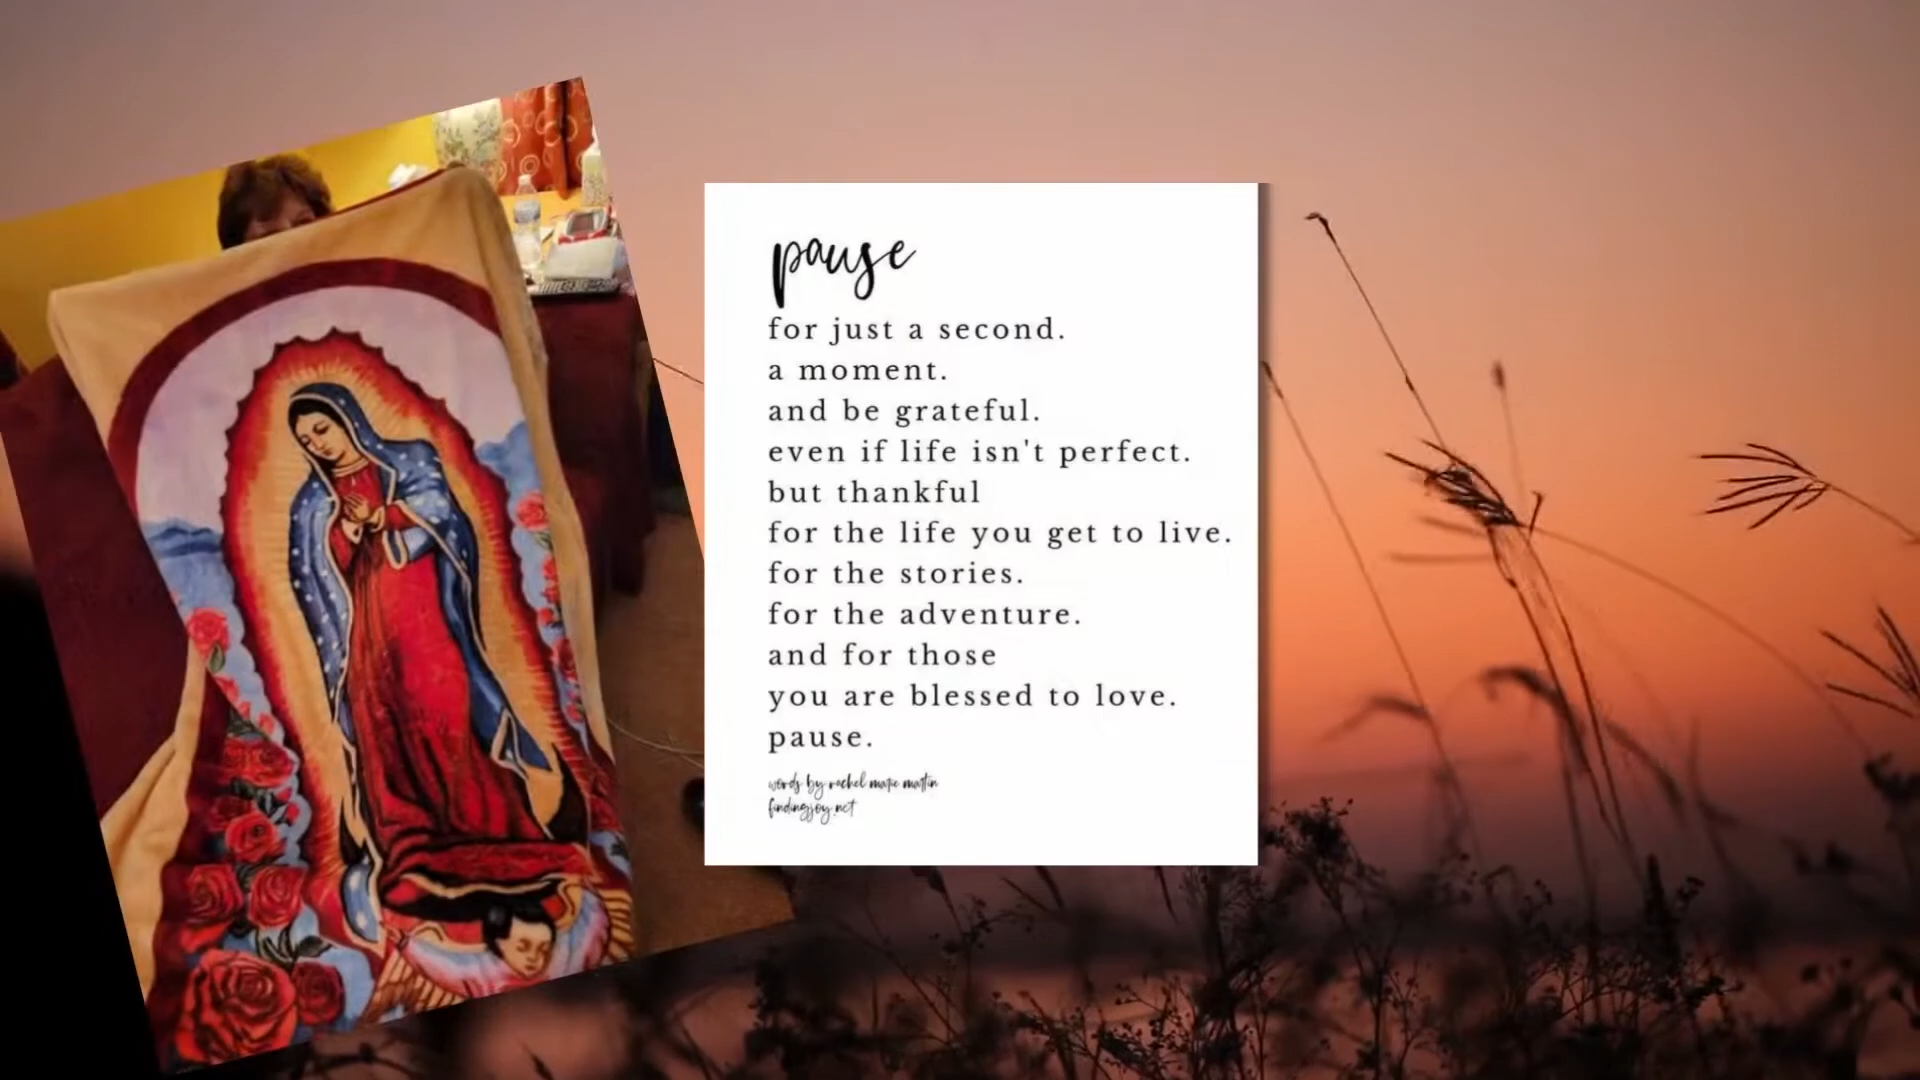 pause
for just a second.
a moment.
and be grateful.
even if life isn't perfect.
but thankful
for the life you get to live.
for the stories.
for the adventure.
and for those
you are blessed to love.
pause.
words by rachel marie martin
findingjoy.net